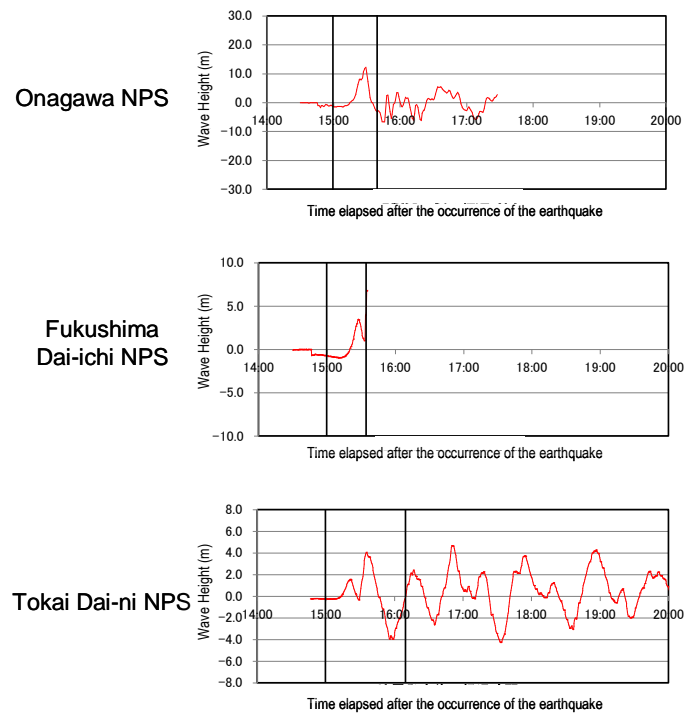 Onagawa NPS
Wave Height (m)
30.0
20.0
10.0
0.0
−10.0
−20.0
−30.0
14:00 15:00 16:00 17:00 18:00 19:00 20:00
Time elapsed after the occurrence of the earthquake
Fukushima
Dai-ichi NPS
Wave Height (m)
10.0
5.0
0.0
−5.0
−10.0
14:00 15:00 16:00 17:00 18:00 19:00 20:00
Time elapsed after the occurrence of the earthquake
Tokai Dai-ni NPS
Wave Height (m)
8.0
6.0
4.0
2.0
0.0
−2.0
−4.0
−6.0
−8.0
14:00 15:00 16:00 17:00 18:00 19:00 20:00
Time elapsed after the occurrence of the earthquake